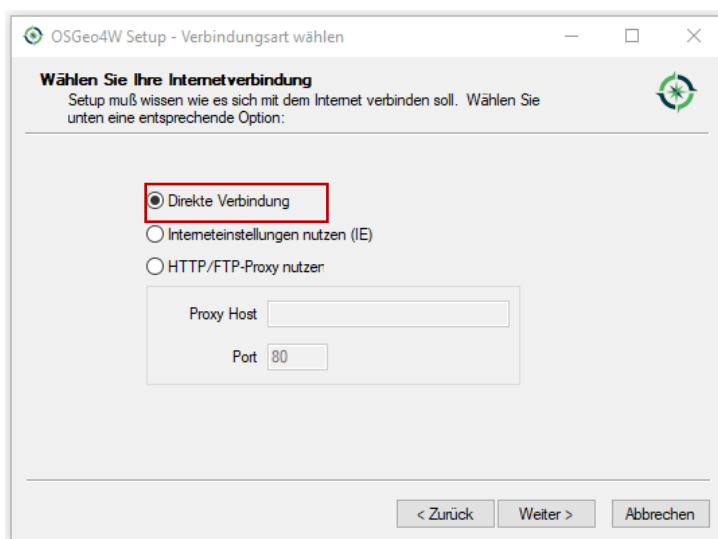 OSGeo4W Setup - Verbindungsart wählen
Wählen Sie Ihre Internetverbindung
Setup muß wissen wie es sich mit dem Internet verbinden soll. Wählen Sie
unten eine entsprechende Option:
Direkte Verbindung
Interneteinstellungen nutzen (IE)
HTTP/FTP-Proxy nutzen
Proxy Host
Port 80
< Zurück Weiter > Abbrechen